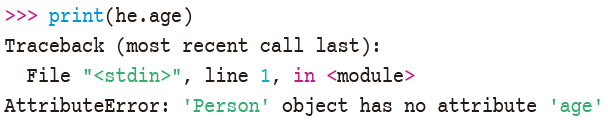 >>> print(he.age)
Traceback (most recent call last):
  File "<stdin>", line 1, in <module>
AttributeError: 'Person' object has no attribute 'age'